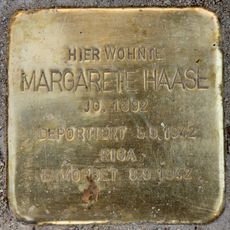 HIER WOHNTE
MARGARETE HAASE
JG. 1892
DEPORTIERT 5.9.1942
RIGA
ERMORDET 8.9.1942